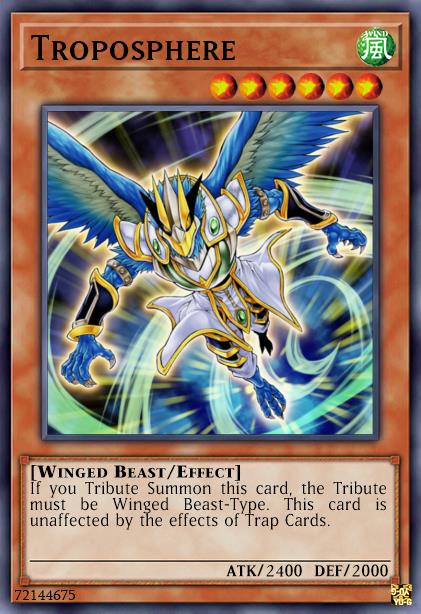 TROPOSPHERE
WIND
風
[WINGED BEAST/EFFECT]
If you Tribute Summon this card, the Tribute
must be Winged Beast-Type. This card is
unaffected by the effects of Trap Cards.
ATK/2400 DEF/2000
72144675